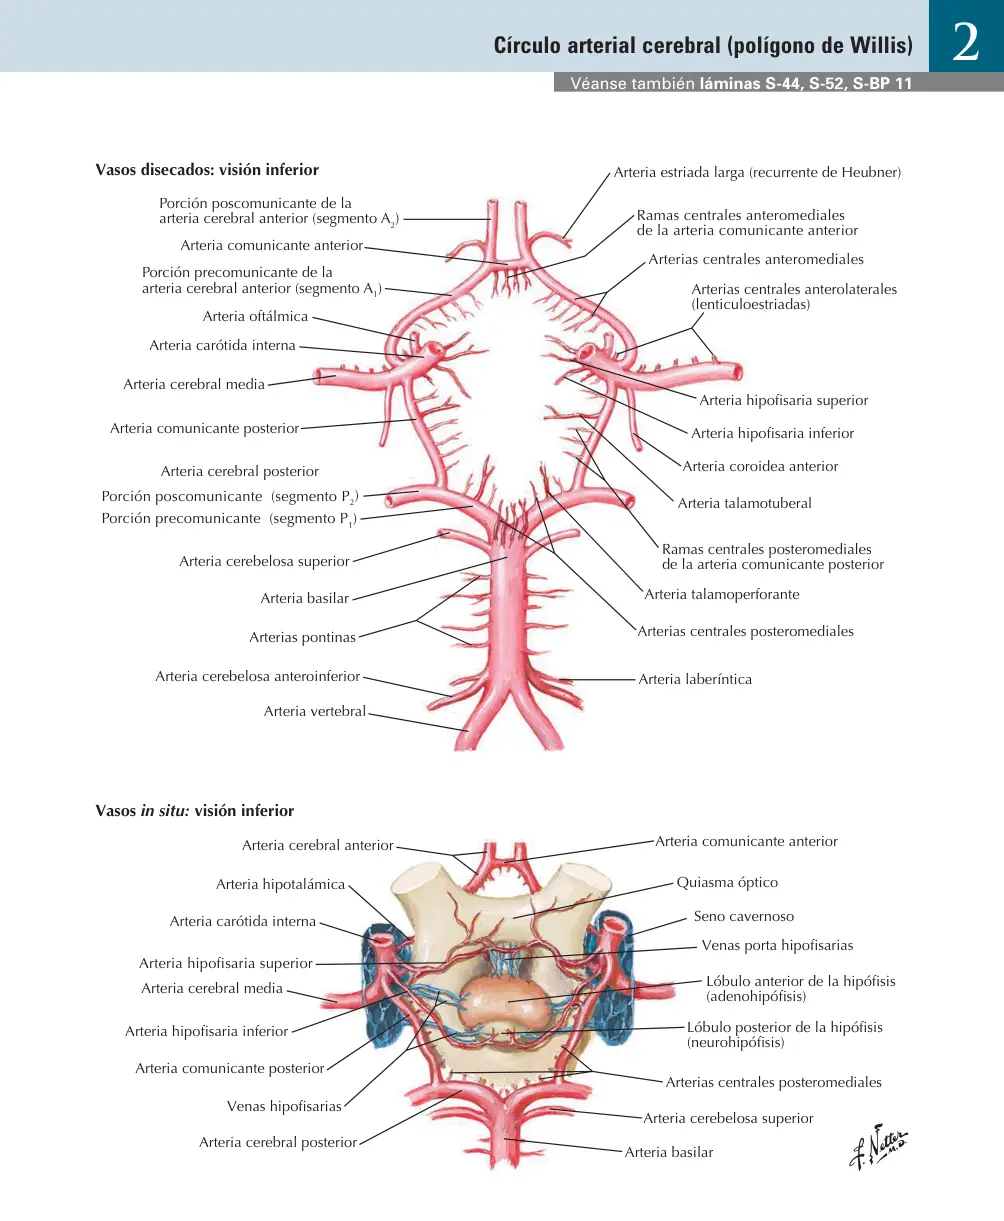 Círculo arterial cerebral (polígono de Willis)
2
Véanse también láminas S-44, S-52, S-BP 11
Vasos disecados: visión inferior
Porción poscomunicante de la
arteria cerebral anterior (segmento A2)
Arteria comunicante anterior
Porción precomunicante de la
arteria cerebral anterior (segmento A1)
Arteria oftálmica
Arteria carótida interna
Arteria cerebral media
Arteria comunicante posterior
Arteria cerebral posterior
Porción poscomunicante (segmento P2)
Porción precomunicante (segmento P1)
Arteria cerebelosa superior
Arteria basilar
Arterias pontinas
Arteria cerebelosa anteroinferior
Arteria vertebral
Arteria estriada larga (recurrente de Heubner)
Ramas centrales anteromediales
de la arteria comunicante anterior
Arterias centrales anteromediales
Arterias centrales anterolaterales
(lenticuloestriadas)
Arteria hipofisaria superior
Arteria hipofisaria inferior
Arteria coroidea anterior
Arteria talamotuberal
Ramas centrales posteromediales
de la arteria comunicante posterior
Arteria talamoperforante
Arterias centrales posteromediales
Arteria laberíntica
Vasos in situ: visión inferior
Arteria cerebral anterior
Arteria hipotalámica
Arteria carótida interna
Arteria hipofisaria superior
Arteria cerebral media
Arteria hipofisaria inferior
Arteria comunicante posterior
Venas hipofisarias
Arteria cerebral posterior
Arteria comunicante anterior
Quiasma óptico
Seno cavernoso
Venas porta hipofisarias
Lóbulo anterior de la hipófisis
(adenohipófisis)
Lóbulo posterior de la hipófisis
(neurohipófisis)
Arterias centrales posteromediales
Arteria cerebelosa superior
Arteria basilar
F. Netter
M.D.